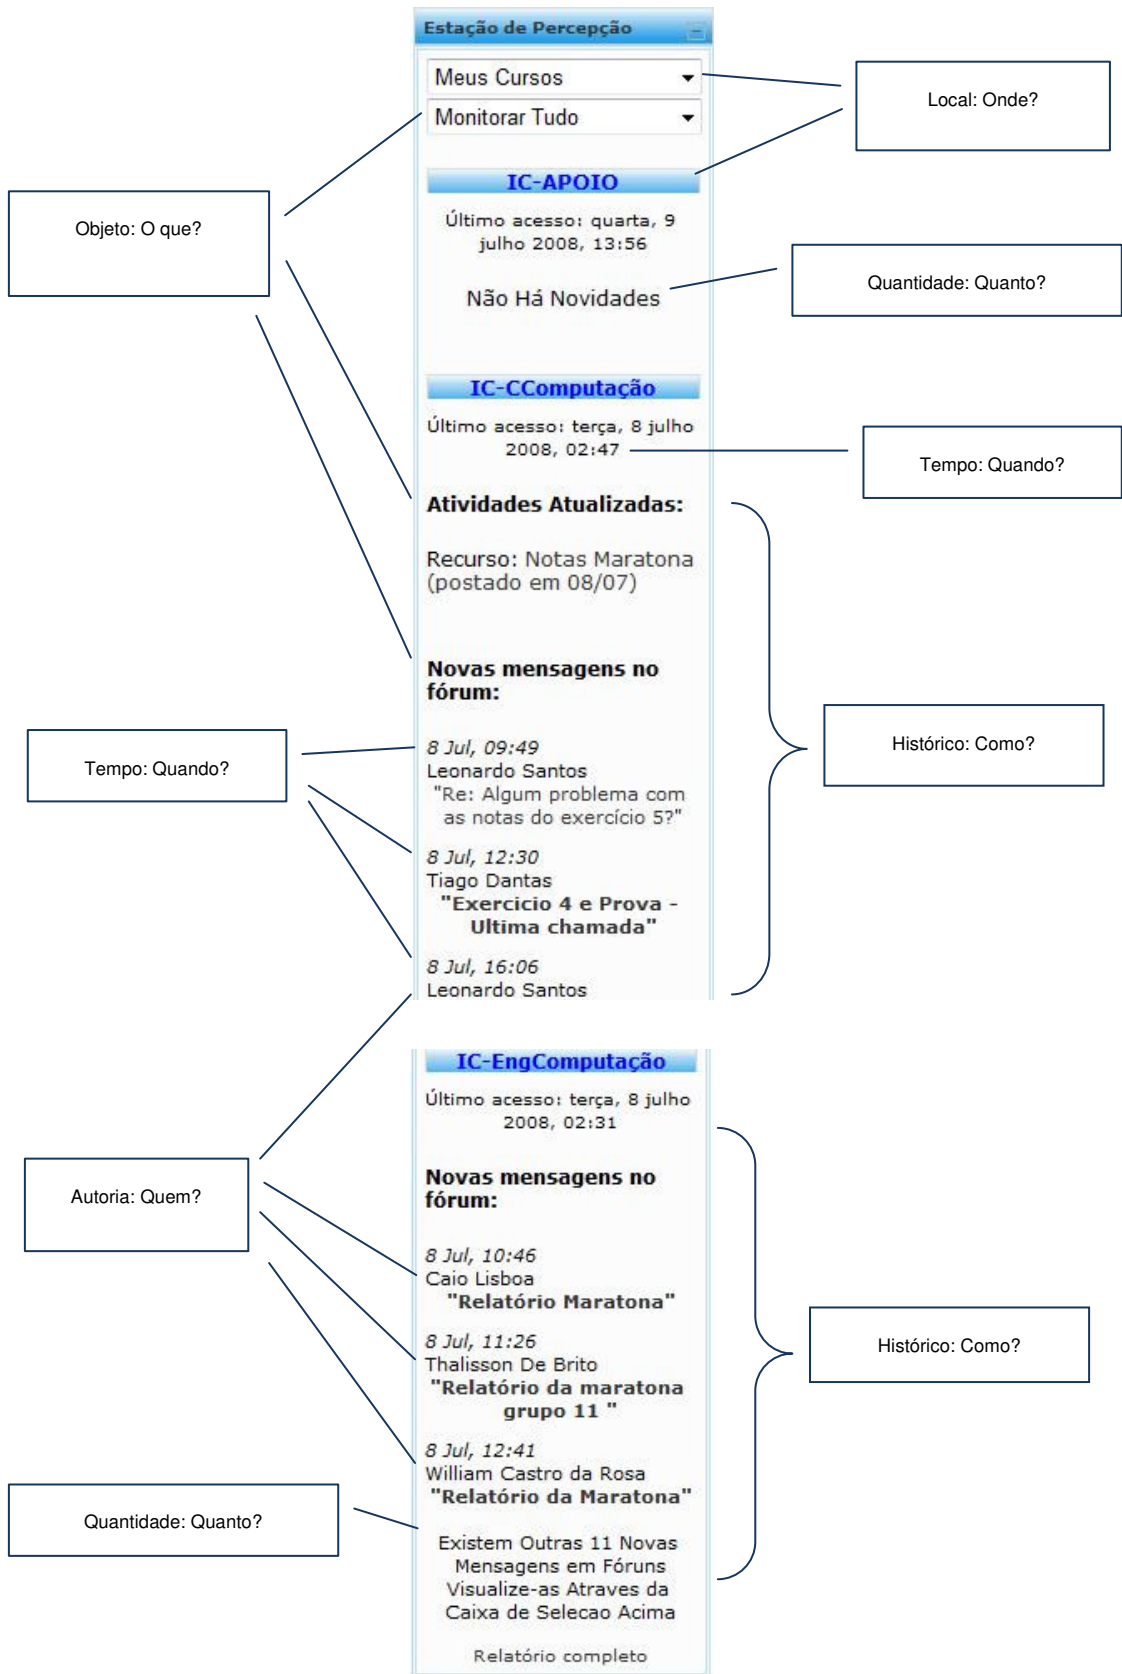 Estação de Percepção
Meus Cursos
Monitorar Tudo
Local: Onde?
IC-APOIO
Objeto: O que?
Último acesso: quarta, 9
julho 2008, 13:56
Quantidade: Quanto?
Não Há Novidades
IC-CComputação
Último acesso: terça, 8 julho
2008, 02:47
Tempo: Quando?
Atividades Atualizadas:
Recurso: Notas Maratona
(postado em 08/07)
Novas mensagens no
fórum:
Histórico: Como?
Tempo: Quando?
8 Jul, 09:49
Leonardo Santos
"Re: Algum problema com
as notas do exercício 5?"
8 Jul, 12:30
Tiago Dantas
"Exercicio 4 e Prova -
Ultima chamada"
8 Jul, 16:06
Leonardo Santos
IC-EngComputação
Último acesso: terça, 8 julho
2008, 02:31
Novas mensagens no
fórum:
Autoria: Quem?
8 Jul, 10:46
Caio Lisboa
"Relatório Maratona"
8 Jul, 11:26
Thalisson De Brito
"Relatório da maratona
grupo 11 "
Histórico: Como?
8 Jul, 12:41
William Castro da Rosa
"Relatório da Maratona"
Quantidade: Quanto?
Existem Outras 11 Novas
Mensagens em Fóruns
Visualize-as Atraves da
Caixa de Selecao Acima
Relatório completo